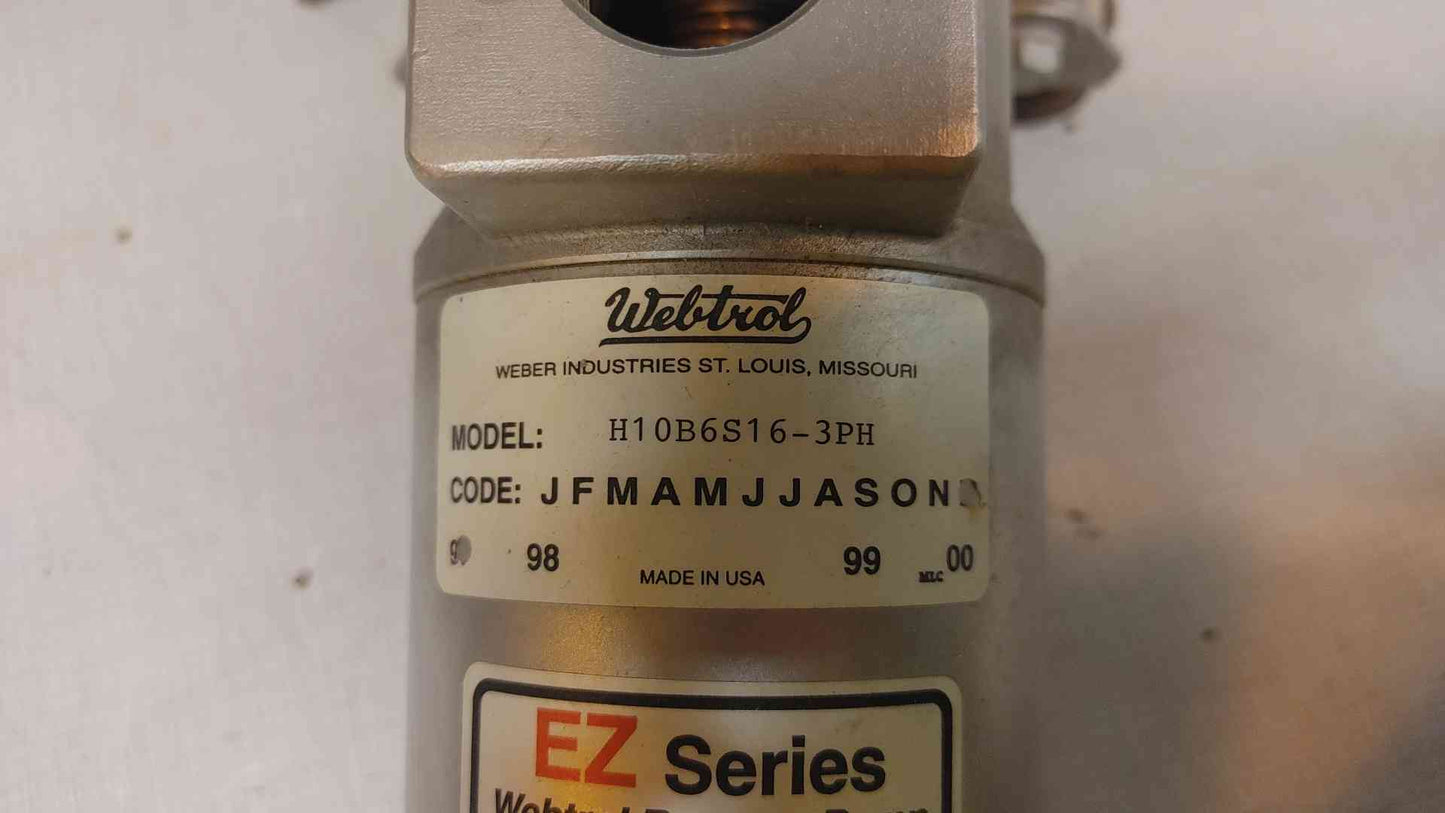 Webtrol
WEBER INDUSTRIES ST. LOUIS, MISSOURI
MODEL: H10B6S16-3PH
CODE: J F M A M J J A S O N
98 MADE IN USA 99 MLC 00
EZ Series